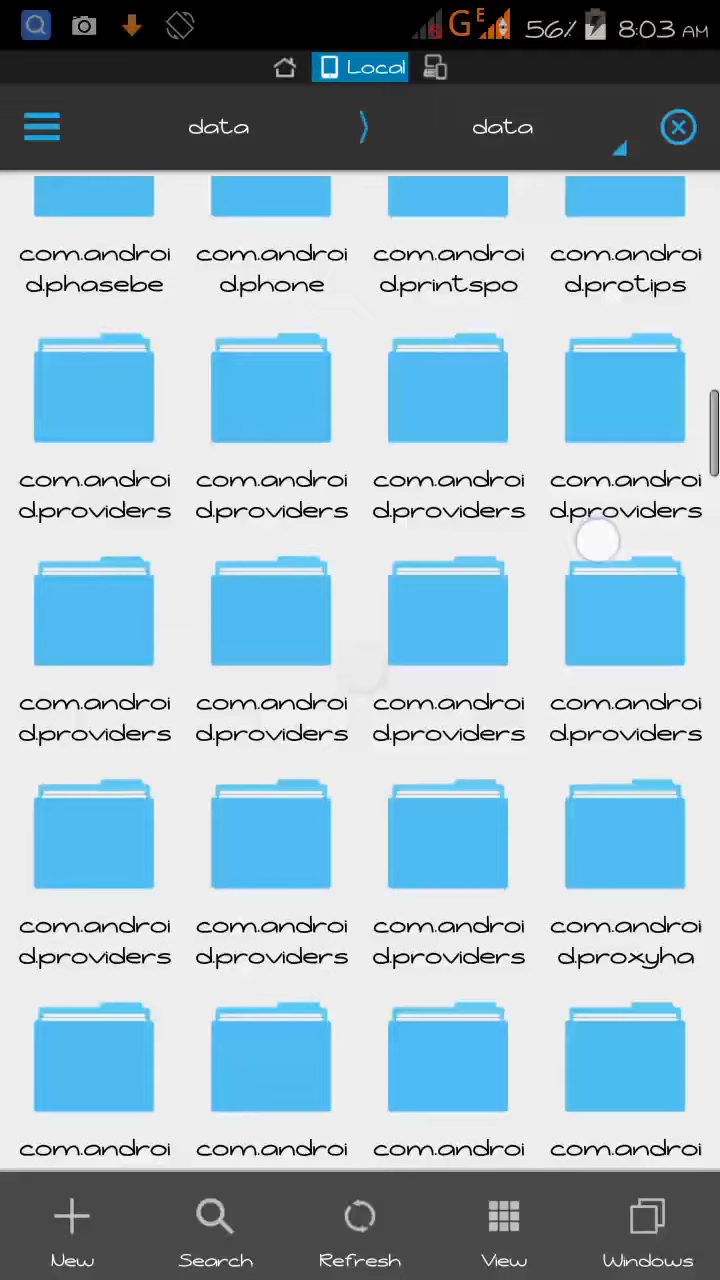 G E 56% 8:03 AM
Local
data data
com.androi com.androi com.androi com.androi
d.phasebe d.phone d.printspo d.protips
com.androi com.androi com.androi com.androi
d.providers d.providers d.providers d.providers
com.androi com.androi com.androi com.androi
d.providers d.providers d.providers d.providers
com.androi com.androi com.androi com.androi
d.providers d.providers d.providers d.proxyha
com.androi com.androi com.androi com.androi
New Search Refresh View Windows